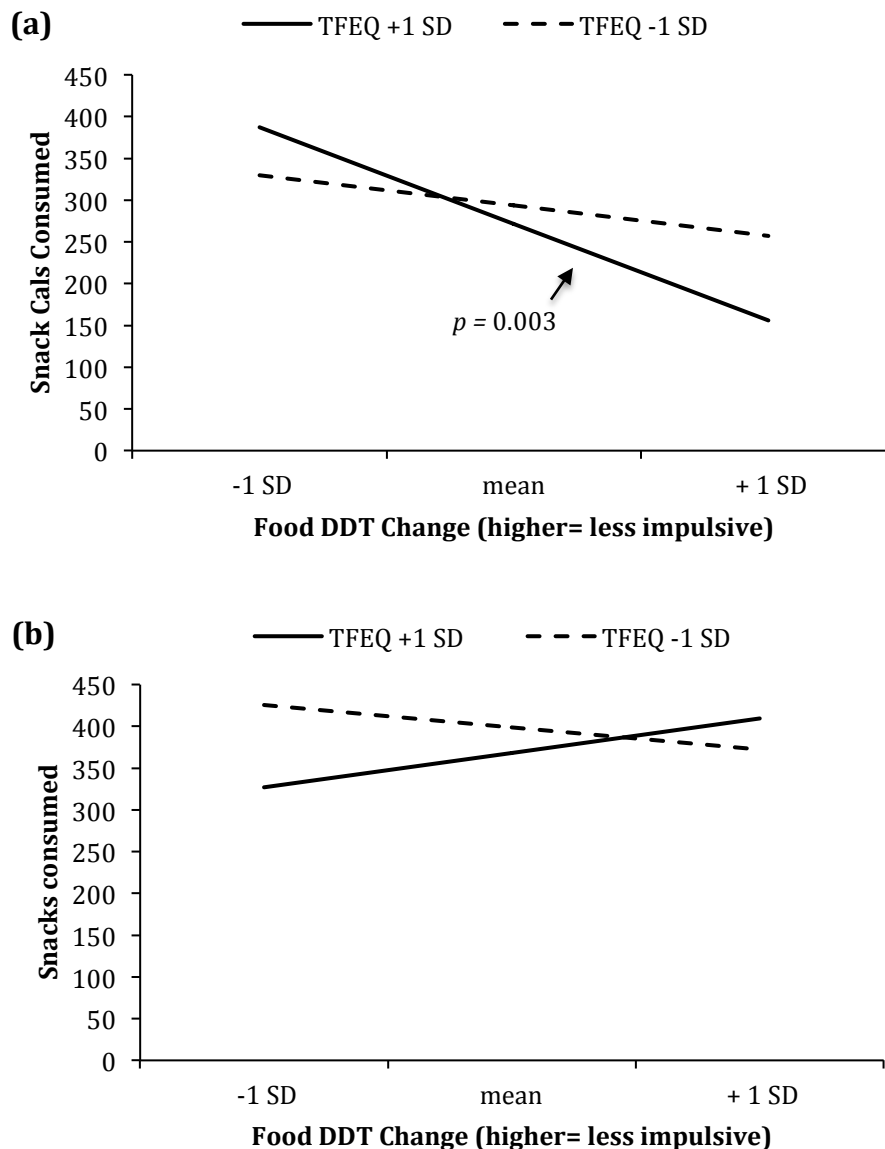 (a)
TFEQ +1 SD TFEQ -1 SD
450
400
350
300
250
200
150
100
50
0
Snack Cals Consumed
p = 0.003
-1 SD mean + 1 SD
Food DDT Change (higher= less impulsive)
(b)
TFEQ +1 SD TFEQ -1 SD
450
400
350
300
250
200
150
100
50
0
Snacks consumed
-1 SD mean + 1 SD
Food DDT Change (higher= less impulsive)